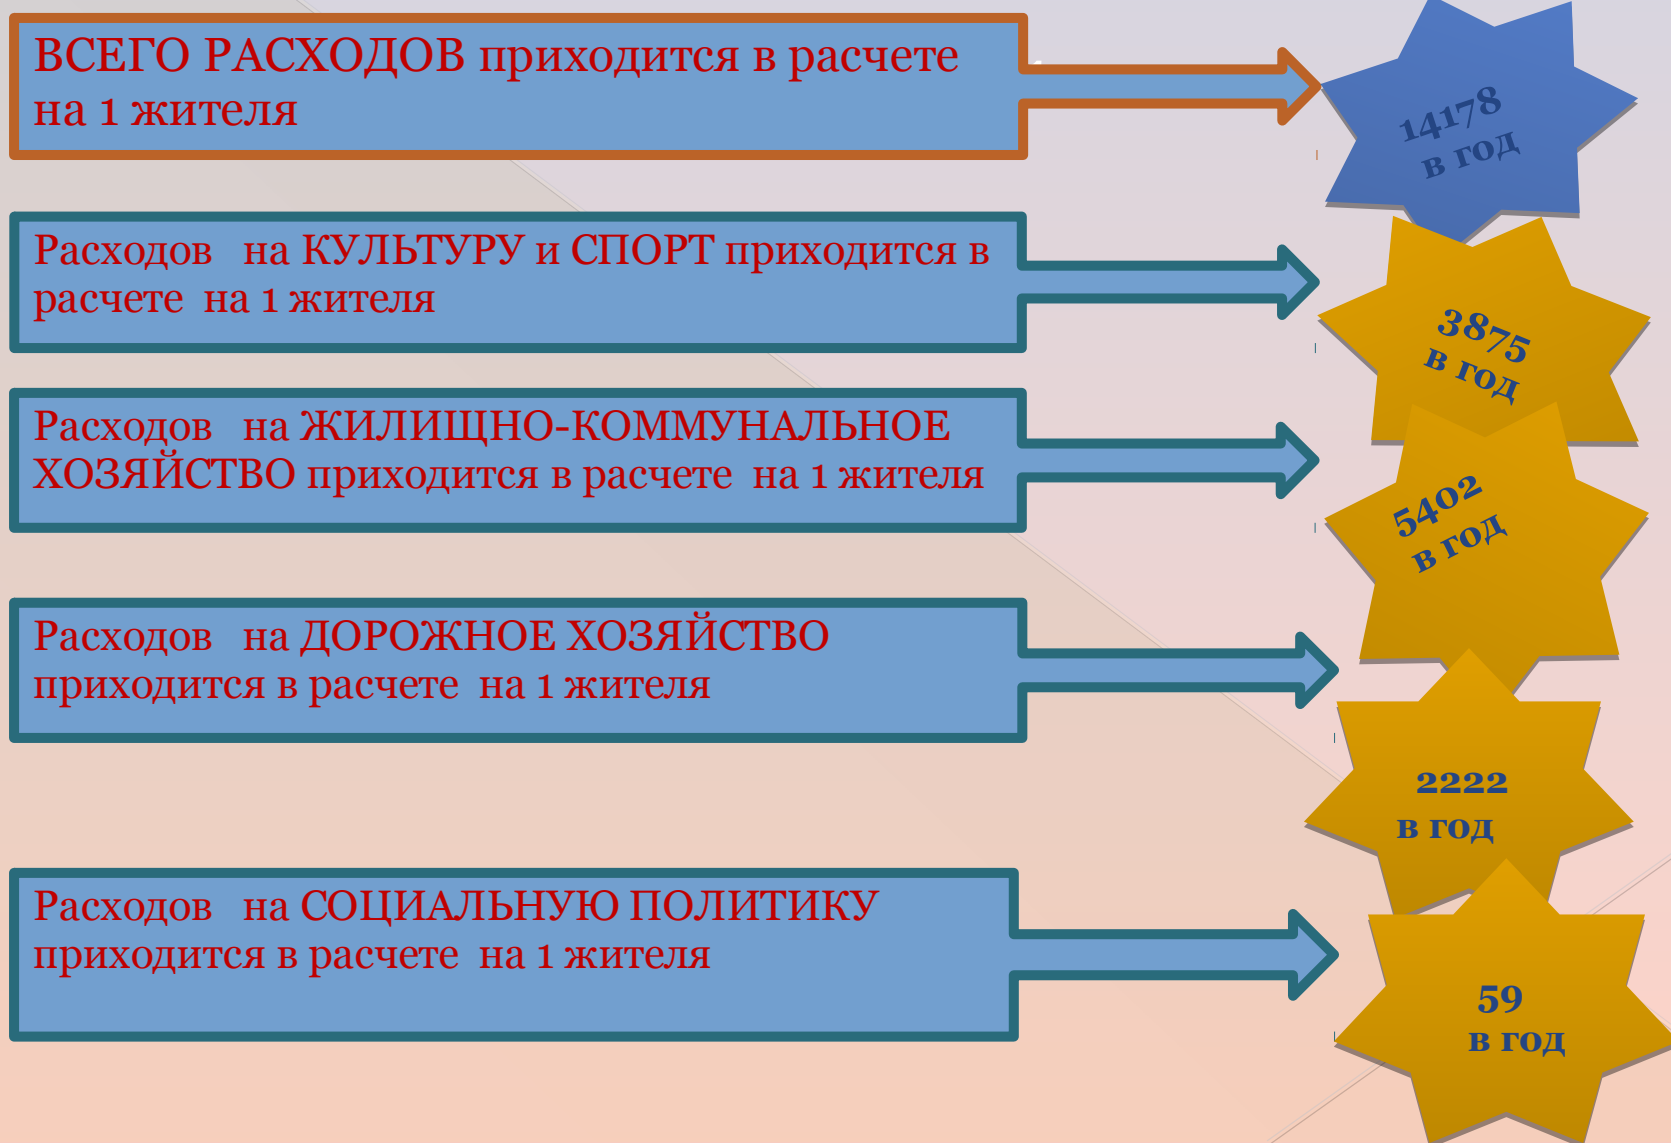 ВСЕГО РАСХОДОВ приходится в расчете
на 1 жителя
14178
в год
Расходов на КУЛЬТУРУ и СПОРТ приходится в
расчете на 1 жителя
3875
в год
Расходов на ЖИЛИЩНО-КОММУНАЛЬНОЕ
ХОЗЯЙСТВО приходится в расчете на 1 жителя
5402
в год
Расходов на ДОРОЖНОЕ ХОЗЯЙСТВО
приходится в расчете на 1 жителя
2222
в год
Расходов на СОЦИАЛЬНУЮ ПОЛИТИКУ
приходится в расчете на 1 жителя
59
в год